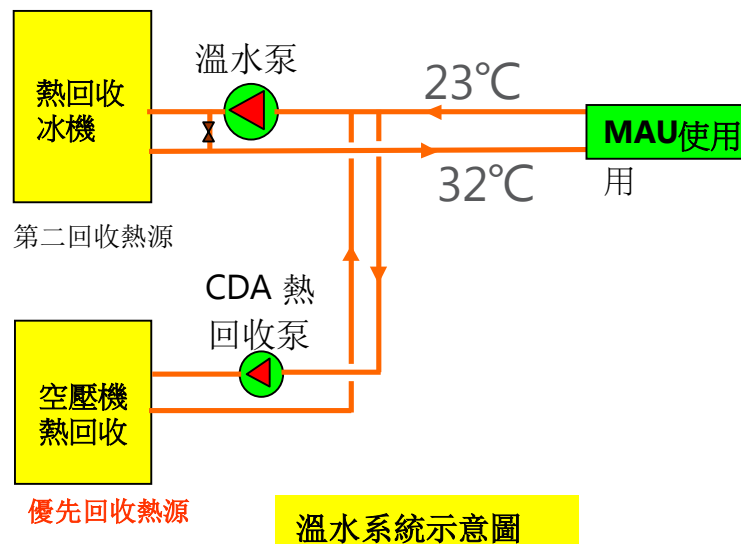 熱回收
冰機
溫水泵
23℃
MAU使用
用
32℃
第二回收熱源
CDA 熱
回收泵
空壓機
熱回收
優先回收熱源
溫水系統示意圖